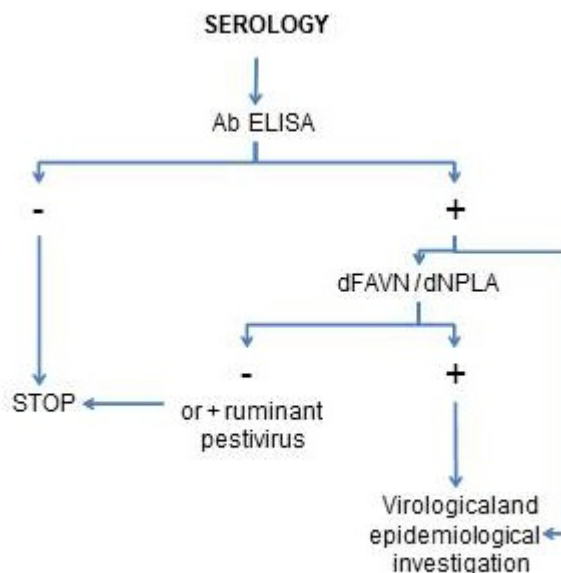 SEROLOGY
Ab ELISA
-
+
dFAVN/dNPLA
-
+
STOP
or + ruminant
pestivirus
Virologicaland
epidemiological
investigation